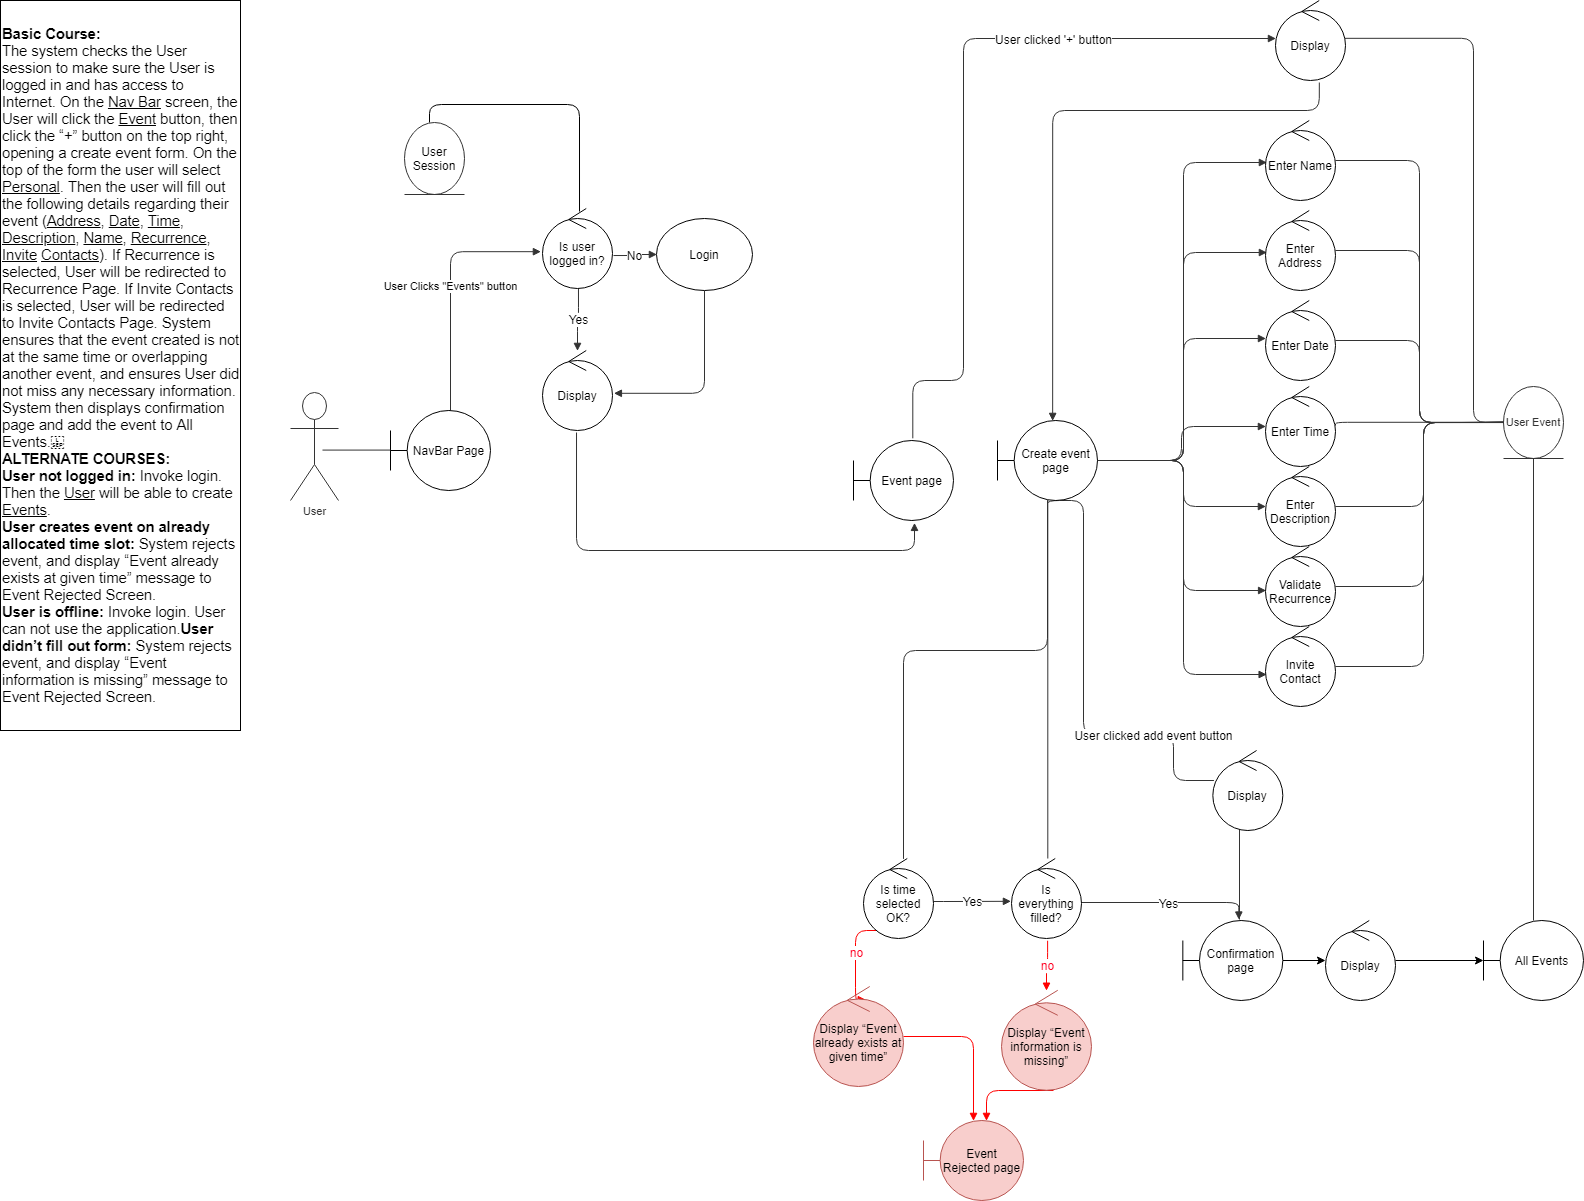 Basic Course:
The system checks the User
session to make sure the User is
logged in and has access to
Internet. On the Nav Bar screen, the
User will click the Event button, then
click the “+” button on the top right,
opening a create event form. On the
top of the form the user will select
Personal. Then the user will fill out
the following details regarding their
event (Address, Date, Time,
Description, Name, Recurrence,
Invite Contacts). If Recurrence is
selected, User will be redirected to
Recurrence Page. If Invite Contacts
is selected, User will be redirected
to Invite Contacts Page. System
ensures that the event created is not
at the same time or overlapping
another event, and ensures User did
not miss any necessary information.
System then displays confirmation
page and add the event to All
Events.
ALTERNATE COURSES:
User not logged in: Invoke login.
Then the User will be able to create
Events.
User creates event on already
allocated time slot: System rejects
event, and display “Event already
exists at given time” message to
Event Rejected Screen.
User is offline: Invoke login. User
can not use the application.User
didn’t fill out form: System rejects
event, and display “Event
information is missing” message to
Event Rejected Screen.
User
Session
Is user
logged in?
No
Login
User Clicks "Events" button
Yes
Display
User
NavBar Page
Event page
User clicked '+' button
Display
Create event
page
Enter Name
Enter
Address
Enter Date
Enter Time
Enter
Description
Validate
Recurrence
Invite
Contact
User Event
User clicked add event button
Display
Is time
selected
OK?
Yes
Is
everything
filled?
Yes
no
no
Confirmation
page
Display
All Events
Display “Event
already exists at
given time”
Display “Event
information is
missing”
Event
Rejected page